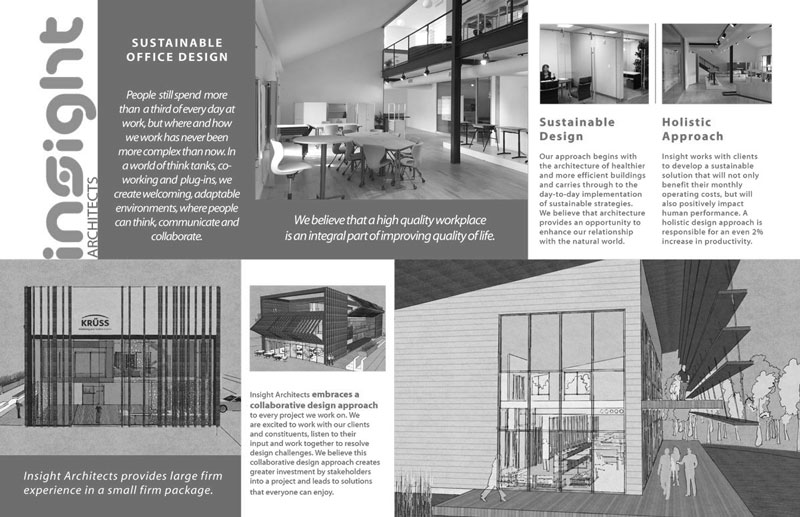 insight
ARCHITECTS
SUSTAINABLE
OFFICE DESIGN
People still spend more
than a third of every day at
work, but where and how
we work has never been
more complex than now. In
a world of think tanks, co-
working and plug-ins, we
create welcoming, adaptable
environments, where people
can think, communicate and
collaborate.
We believe that a high quality workplace
is an integral part of improving quality of life.
Sustainable
Design
Our approach begins with
the architecture of healthier
and more efficient buildings
and carries through to the
day-to-day implementation
of sustainable strategies.
We believe that architecture
provides an opportunity to
enhance our relationship
with the natural world.
Holistic
Approach
Insight works with clients
to develop a sustainable
solution that will not only
benefit their monthly
operating costs, but will
also positively impact
human performance. A
holistic design approach is
responsible for an even 2%
increase in productivity.
KRÜSS
Insight Architects provides large firm
experience in a small firm package.
Insight Architects embraces a
collaborative design approach
to every project we work on. We
are excited to work with our clients
and constituents, listen to their
input and work together to resolve
design challenges. We believe this
collaborative design approach creates
greater investment by stakeholders
into a project and leads to solutions
that everyone can enjoy.